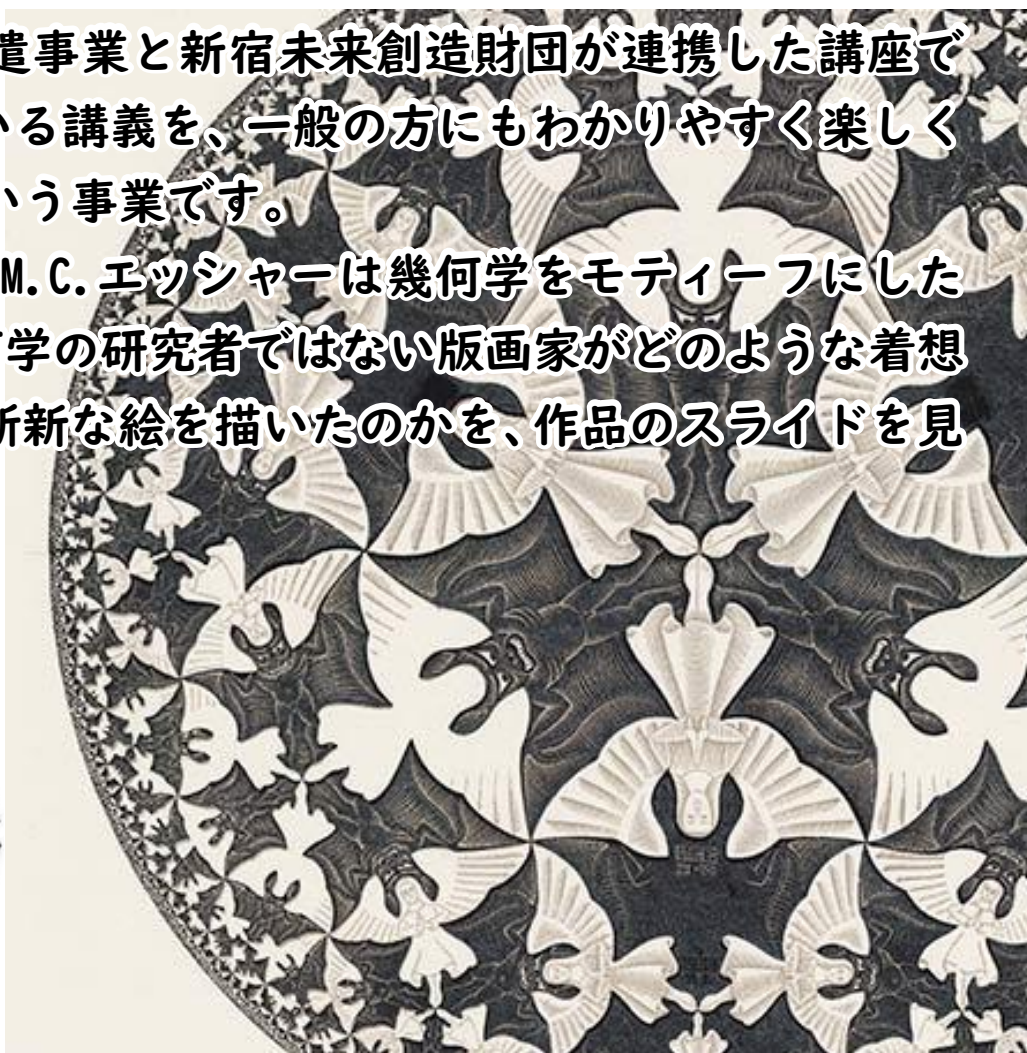 遣事業と新宿未来創造財団が連携した講座で
いる講義を、一般の方にもわかりやすく楽しく
いう事業です。
M.C.エッシャーは幾何学をモティーフにした
学の研究者ではない版画家がどのような着想
新な絵を描いたのかを、作品のスライドを見